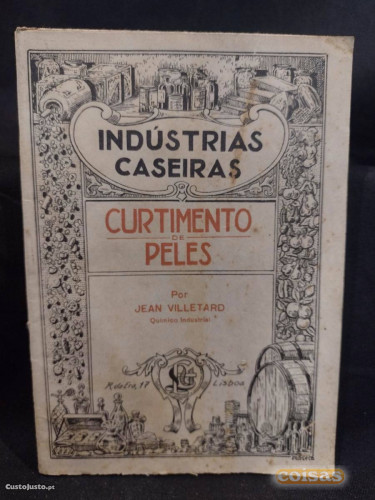 INDÚSTRIAS
CASEIRAS
CURTIMENTO
DE
PELES
Por
JEAN VILLETARD
Químico Industrial
Lisboa
CustoJusto.pt
coisas